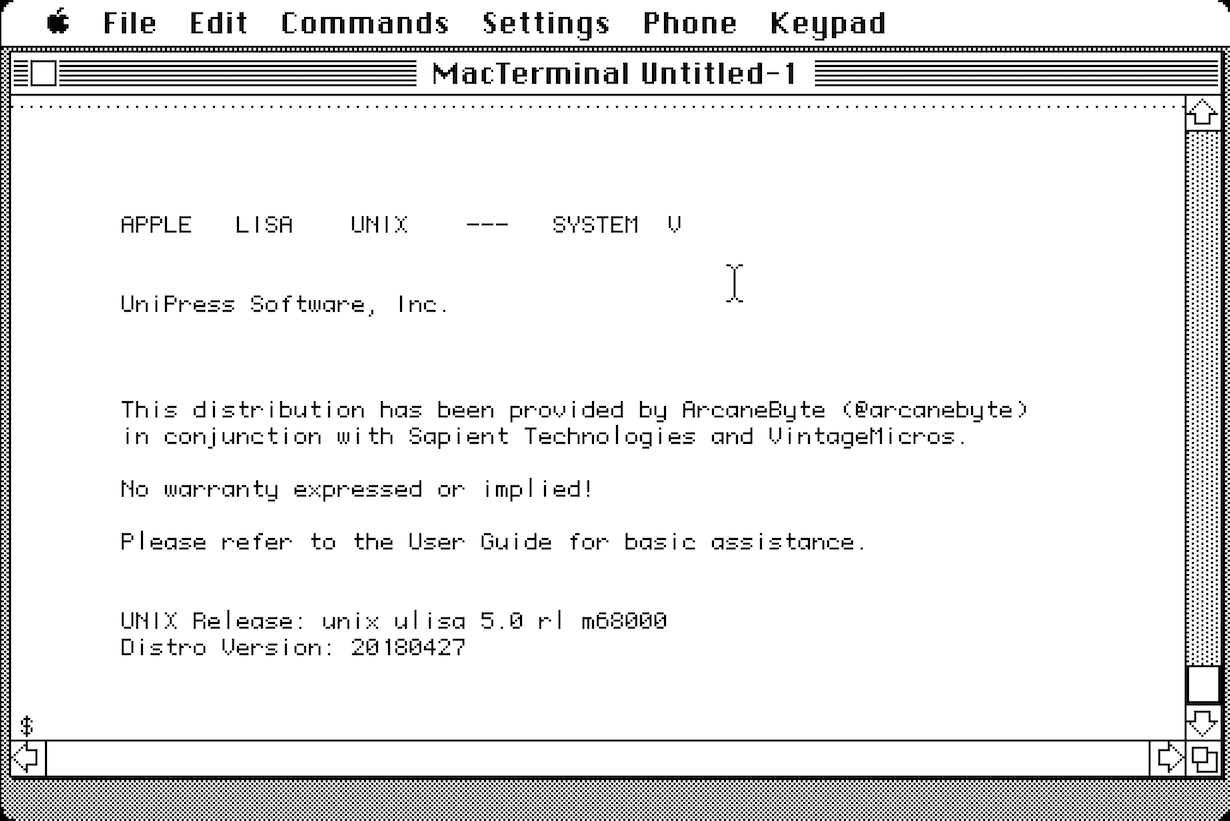 File Edit Commands Settings Phone Keypad
MacTerminal Untitled-1
APPLE LISA UNIX --- SYSTEM V
UniPress Software, Inc.
This distribution has been provided by ArcaneByte (@arcanebyte)
in conjunction with Sapient Technologies and VintageMicros.
No warranty expressed or implied!
Please refer to the User Guide for basic assistance.
UNIX Release: unix ulisa 5.0 rl m68000
Distro Version: 20180427
$